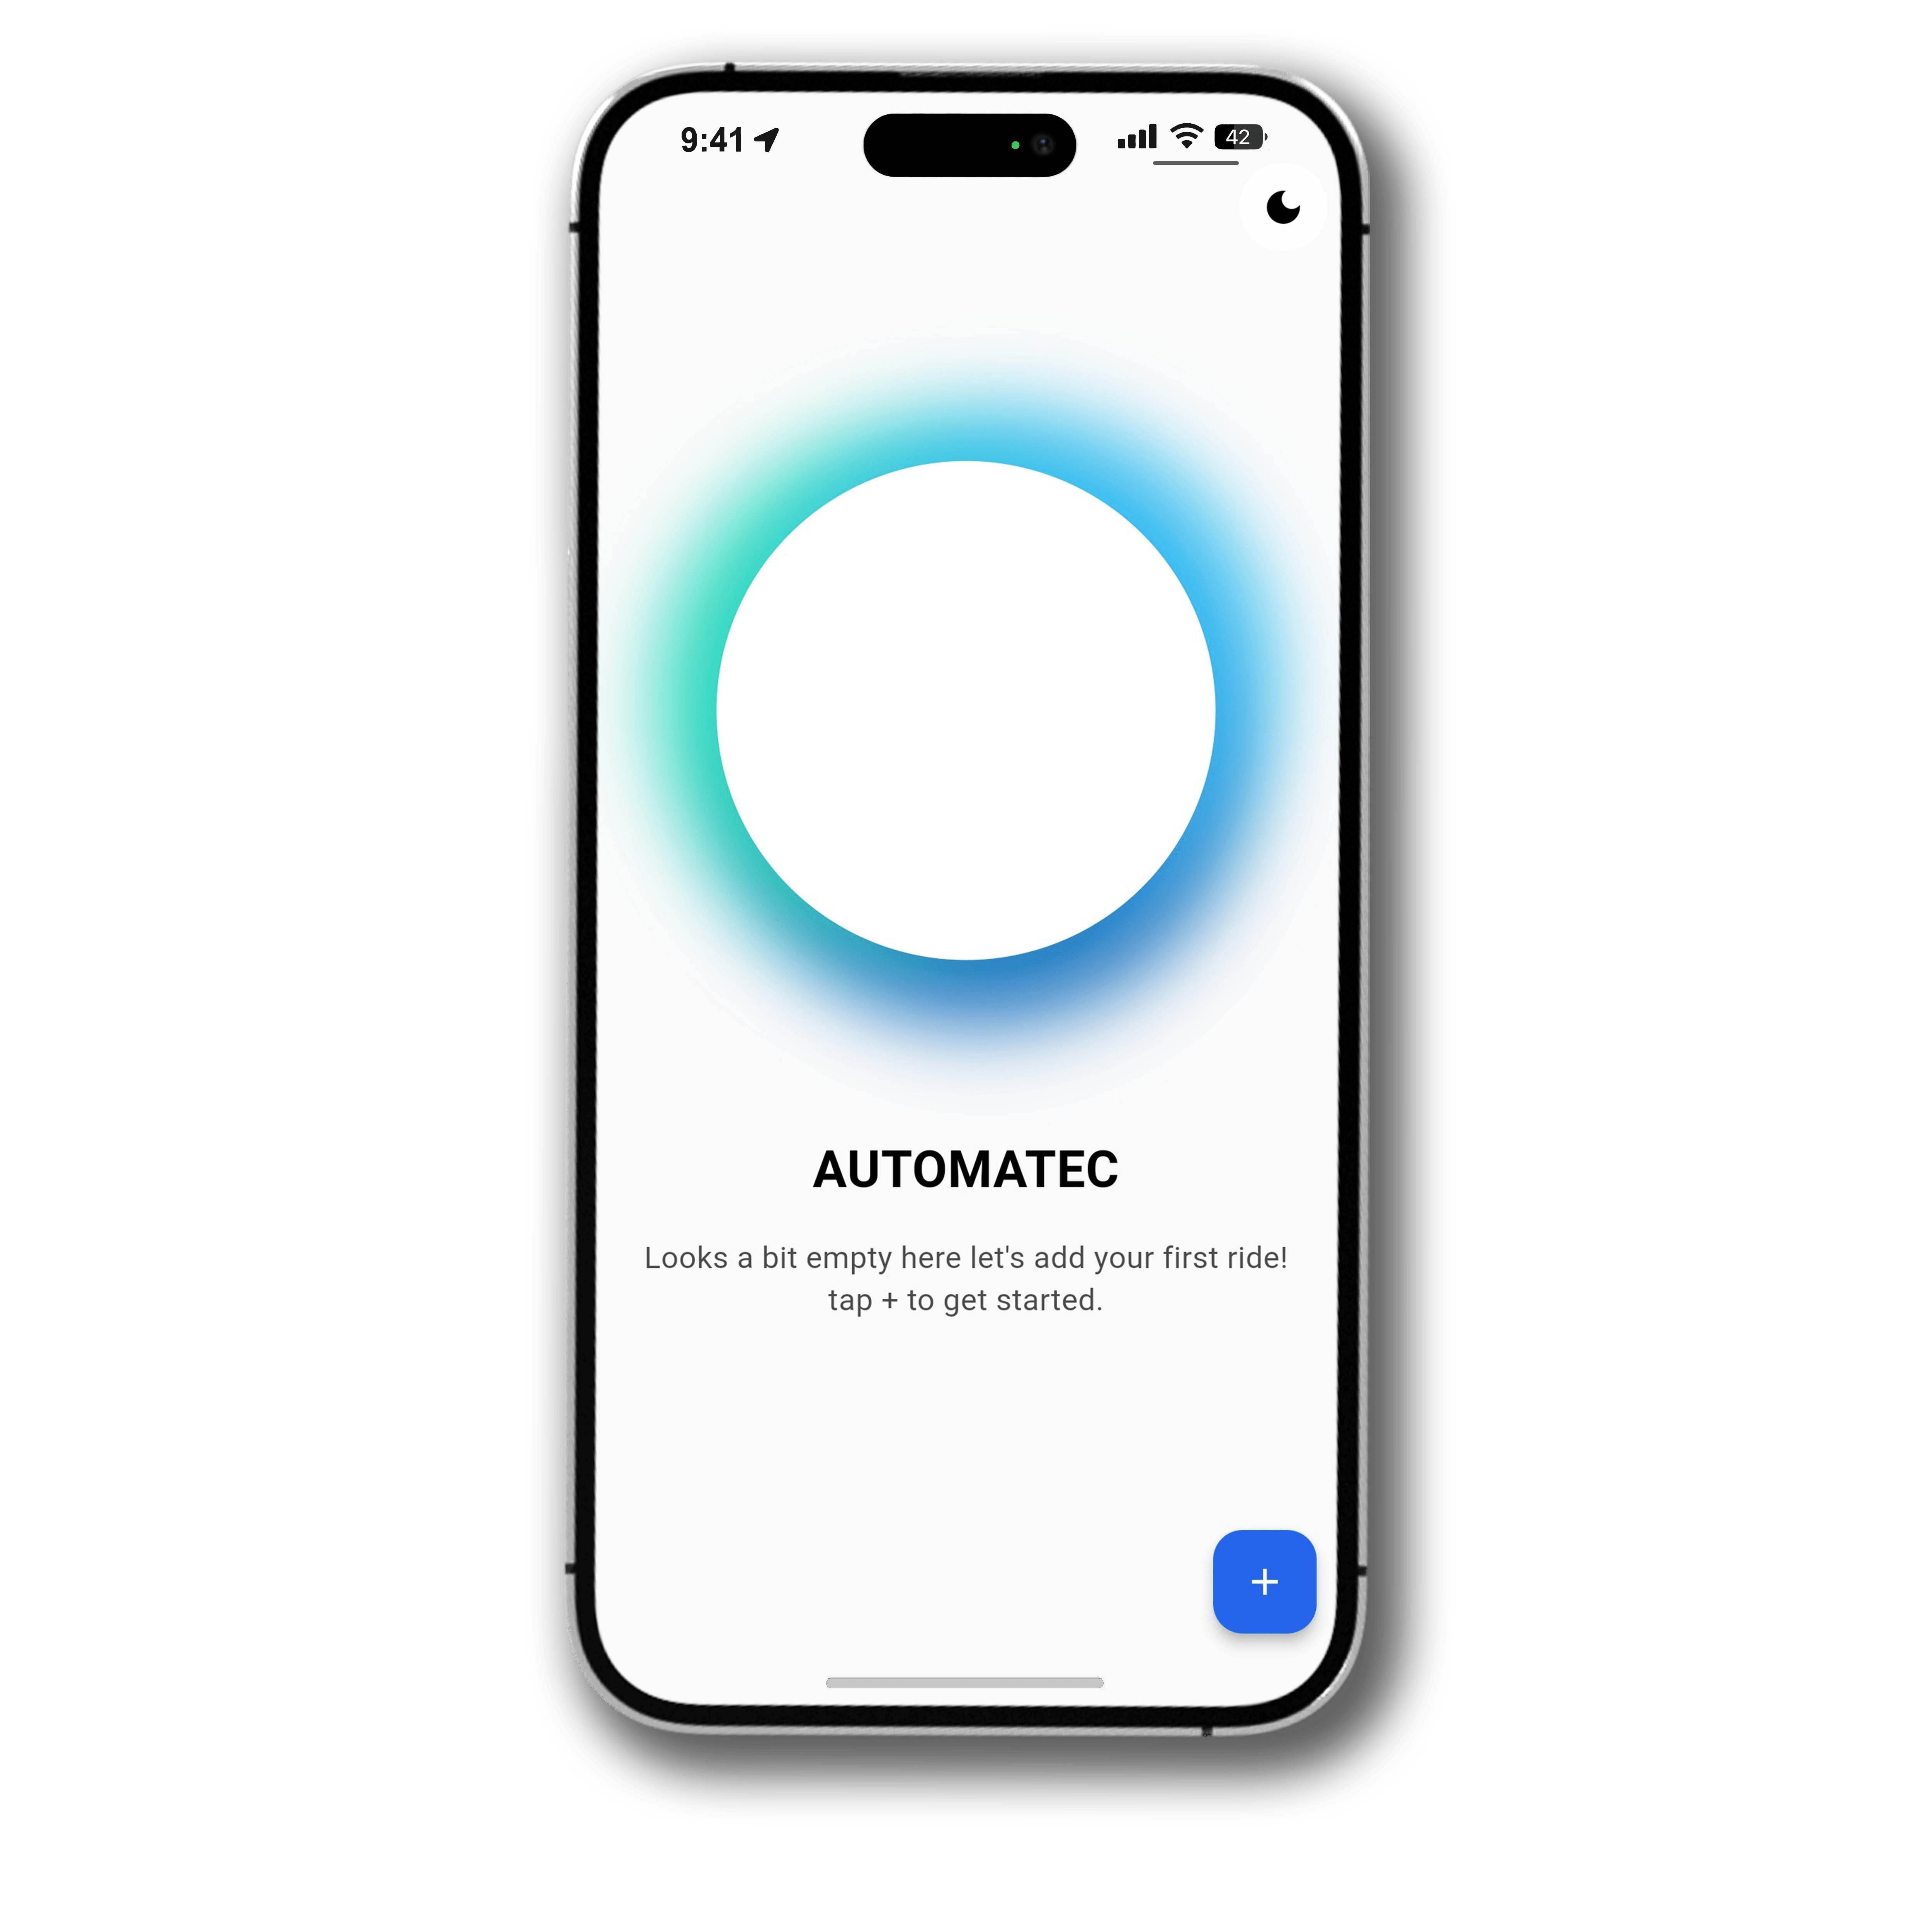 9:41
42
AUTOMATEC
Looks a bit empty here let's add your first ride!
tap + to get started.
+